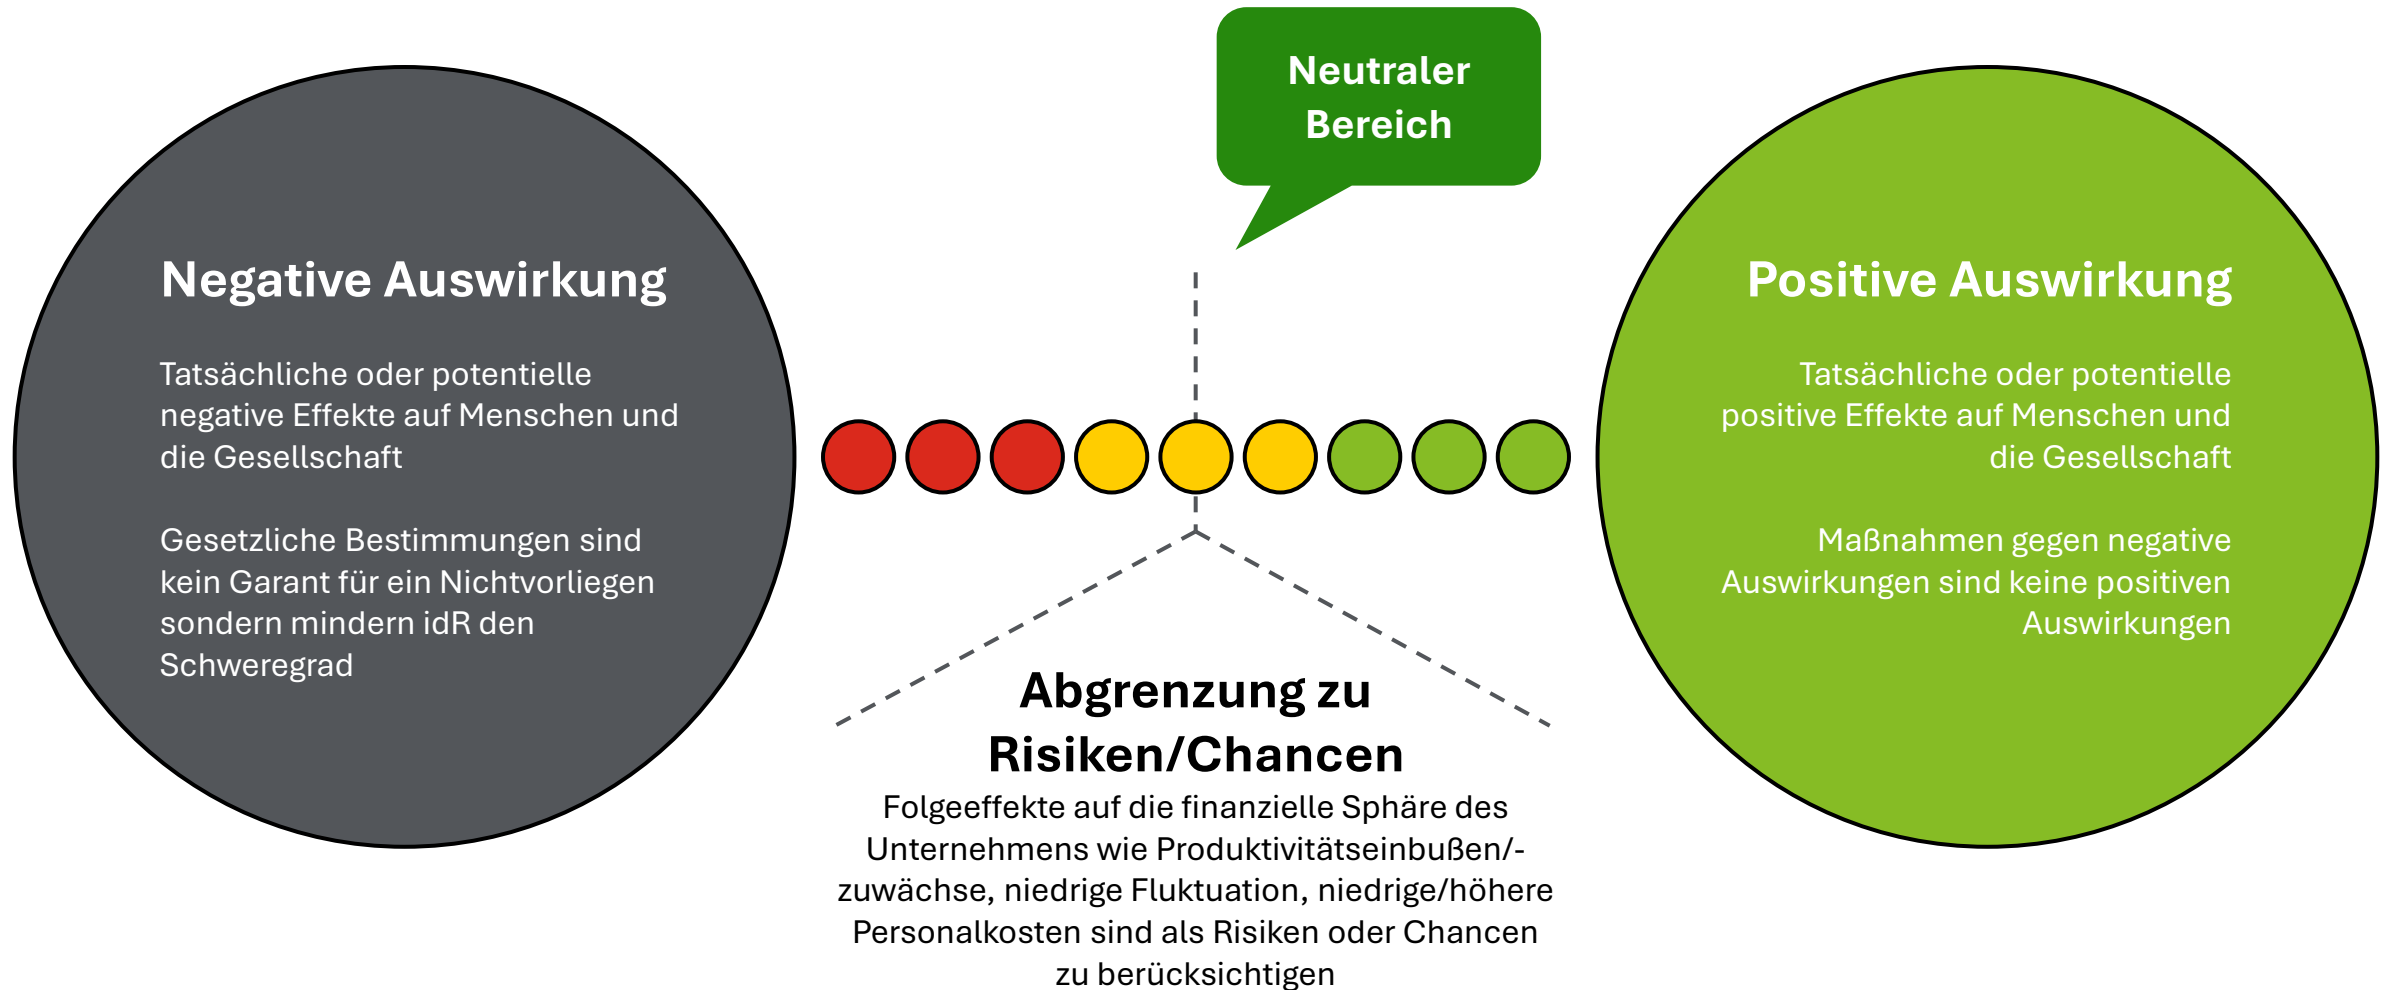 Neutraler
Bereich
Negative Auswirkung
Tatsächliche oder potentielle
negative Effekte auf Menschen und
die Gesellschaft
Gesetzliche Bestimmungen sind
kein Garant für ein Nichtvorliegen
sondern mindern idR den
Schweregrad
Positive Auswirkung
Tatsächliche oder potentielle
positive Effekte auf Menschen und
die Gesellschaft
Maßnahmen gegen negative
Auswirkungen sind keine positiven
Auswirkungen
Abgrenzung zu
Risiken/Chancen
Folgeeffekte auf die finanzielle Sphäre des
Unternehmens wie Produktivitätseinbußen/-
zuwächse, niedrige Fluktuation, niedrige/höhere
Personalkosten sind als Risiken oder Chancen
zu berücksichtigen